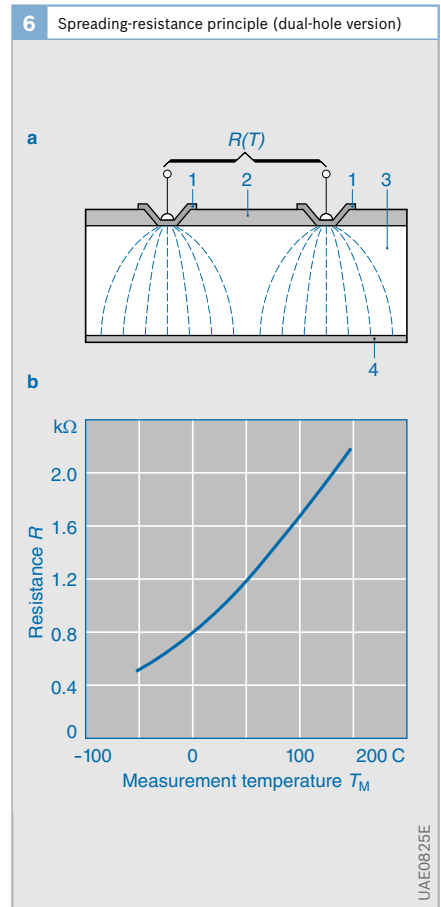 6 Spreading-resistance principle (dual-hole version)
a
R(T)
1 2 1 3
4
b
kΩ
2.0
1.6
1.2
0.8
0.4
0
Resistance R
-100 0 100 200 C
Measurement temperature TM
UAE0825E